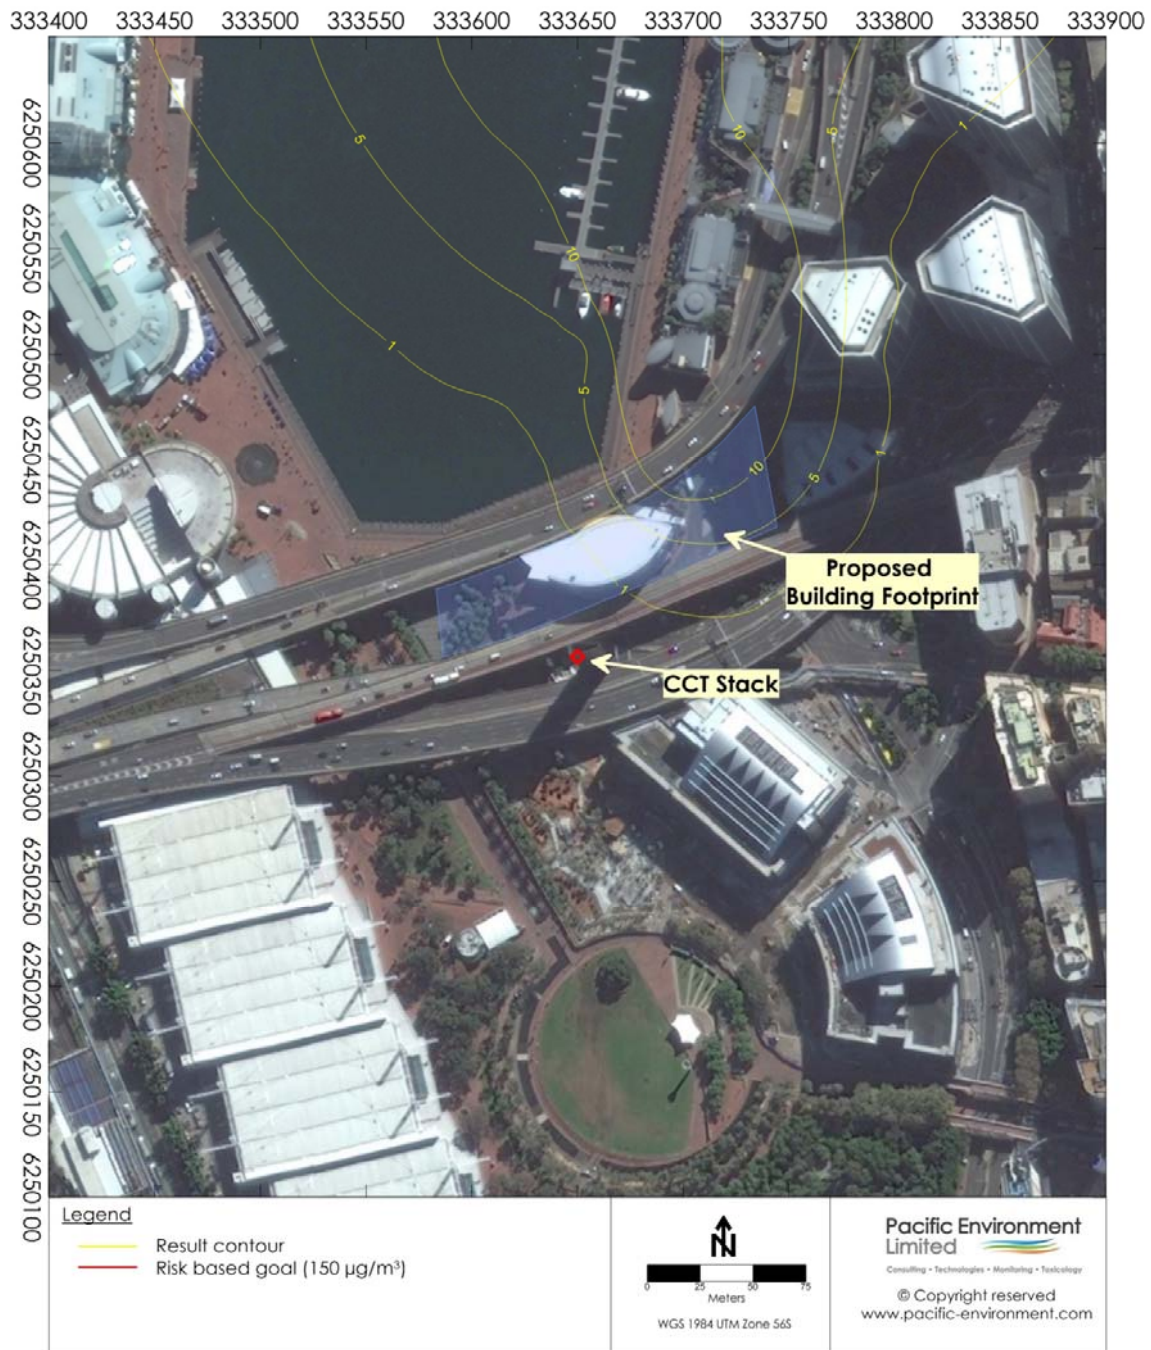 333400 333500 333550 333600 333650 333700 333750 333800 333850 333900
6250600
6250550
6250500
6250450
6250400
6250350
6250300
6250250
6250200
6250150
6250100
5
10
5
1
10
10
1
5
10
5
1
1
Proposed
Building Footprint
CCT Stack
Legend
Result contour
Risk based goal (150 µg/m³)
N
0 25 50 75
Meters
WGS 1984 UTM Zone 56S
Pacific Environment
Limited
Consulting • Technologies • Monitoring • Toxicology
© Copyright reserved
www.pacific-environment.com